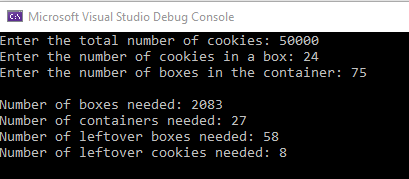 Microsoft Visual Studio Debug Console
Enter the total number of cookies: 50000
Enter the number of cookies in a box: 24
Enter the number of boxes in the container: 75
Number of boxes needed: 2083
Number of containers needed: 27
Number of leftover boxes needed: 58
Number of leftover cookies needed: 8